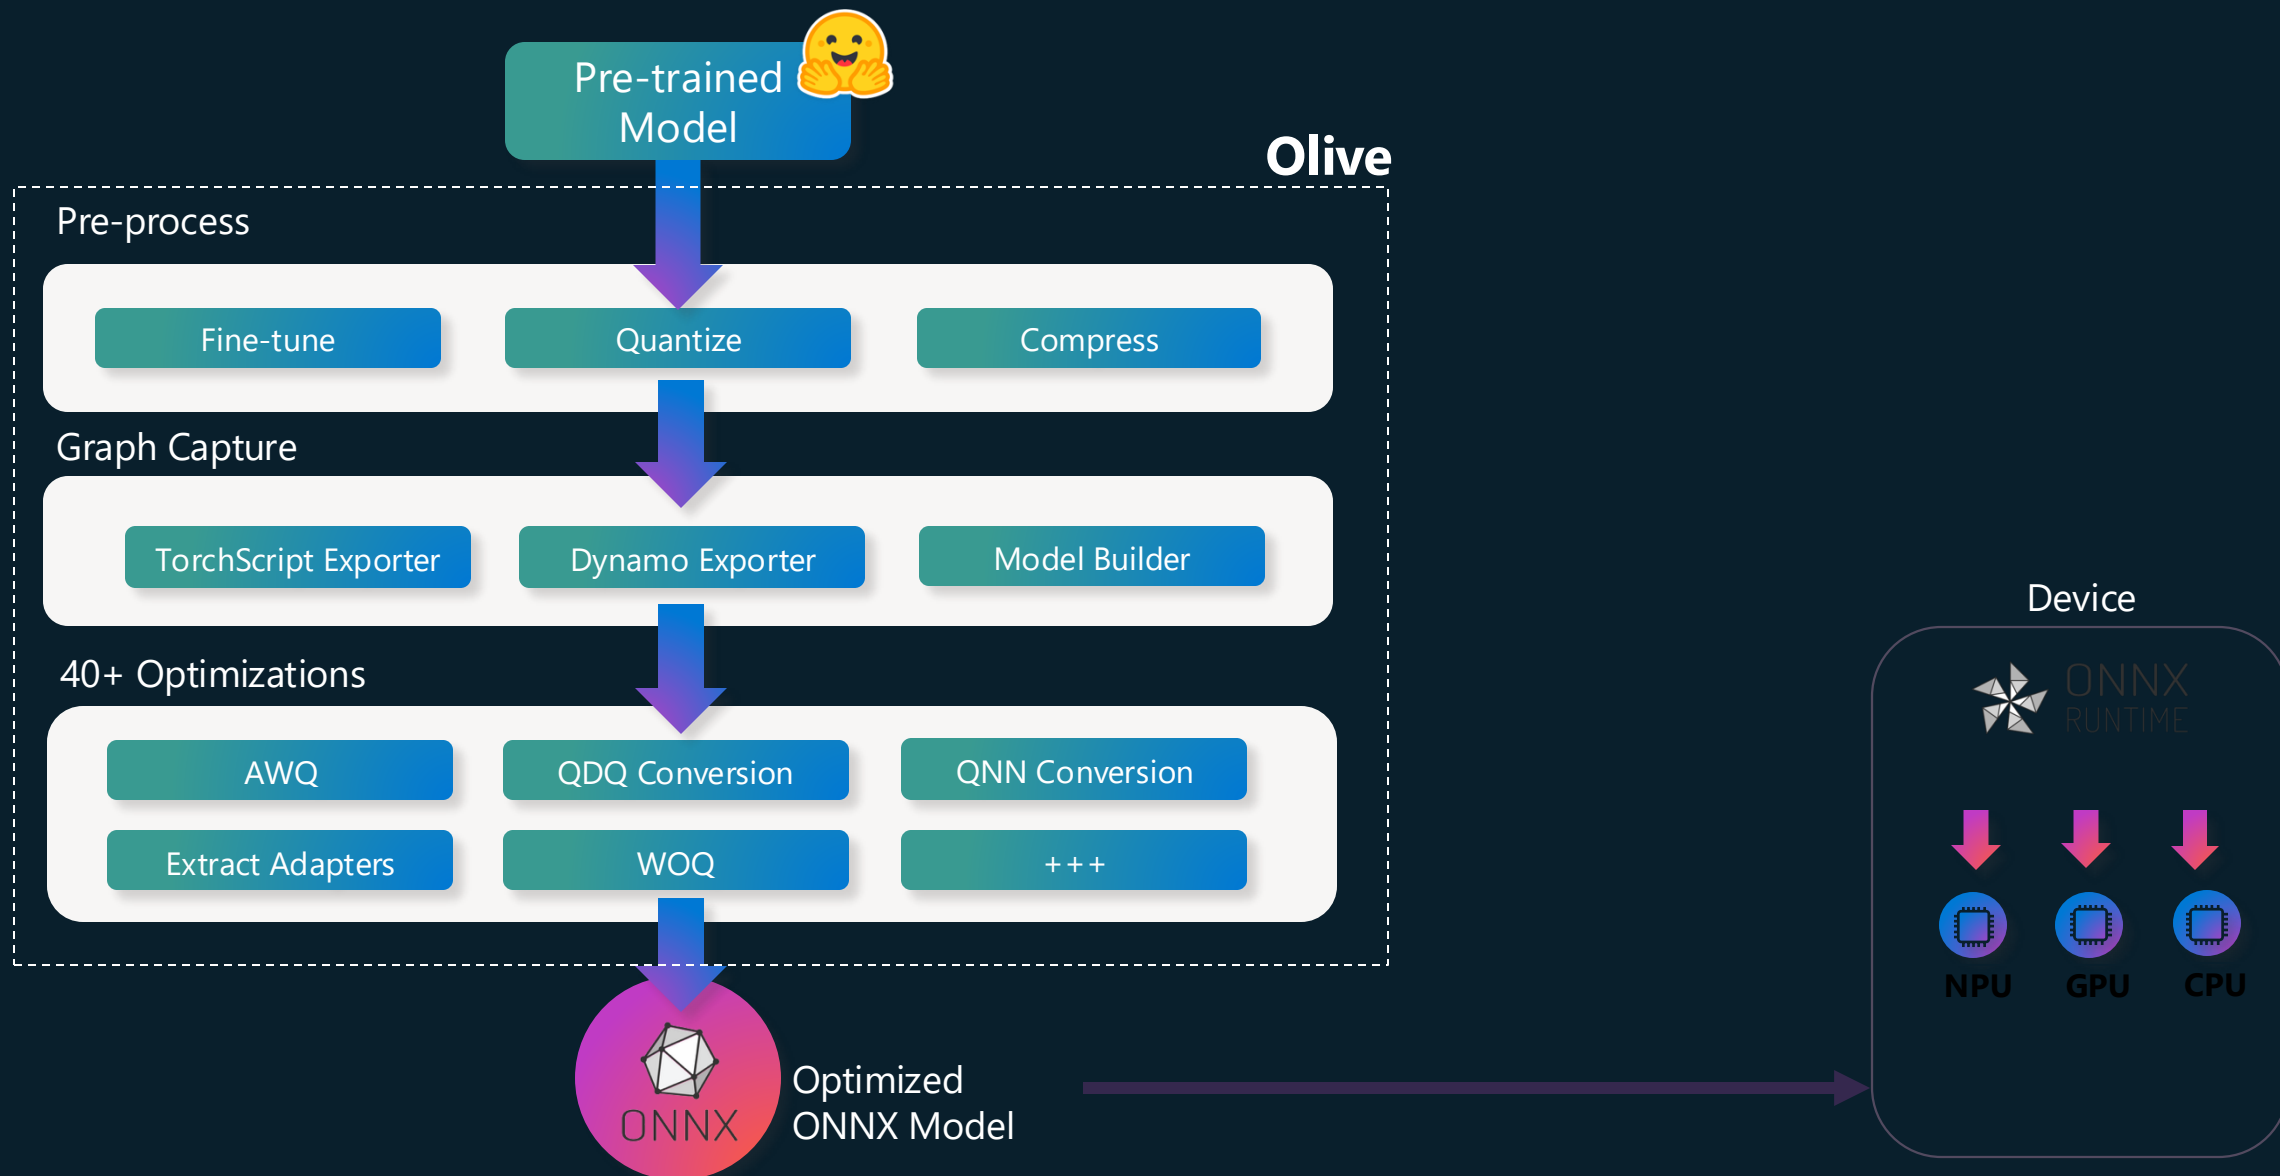 Pre-trained
Model
Olive
Pre-process
Fine-tune
Quantize
Compress
Graph Capture
TorchScript Exporter
Dynamo Exporter
Model Builder
40+ Optimizations
AWQ
QDQ Conversion
QNN Conversion
Extract Adapters
WOQ
+++
ONNX
Optimized
ONNX Model
Device
ONNX
RUNTIME
NPU
GPU
CPU